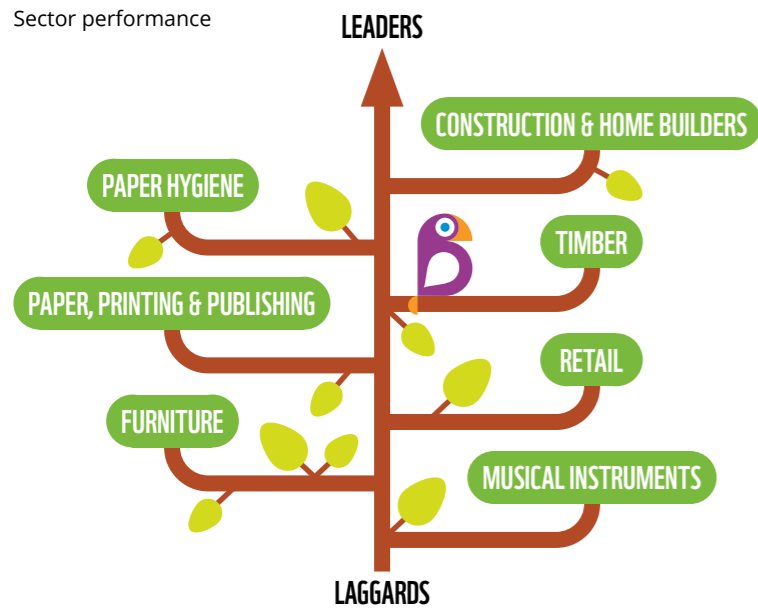 Sector performance
LEADERS
CONSTRUCTION & HOME BUILDERS
PAPER HYGIENE
TIMBER
PAPER, PRINTING & PUBLISHING
RETAIL
FURNITURE
MUSICAL INSTRUMENTS
LAGGARDS